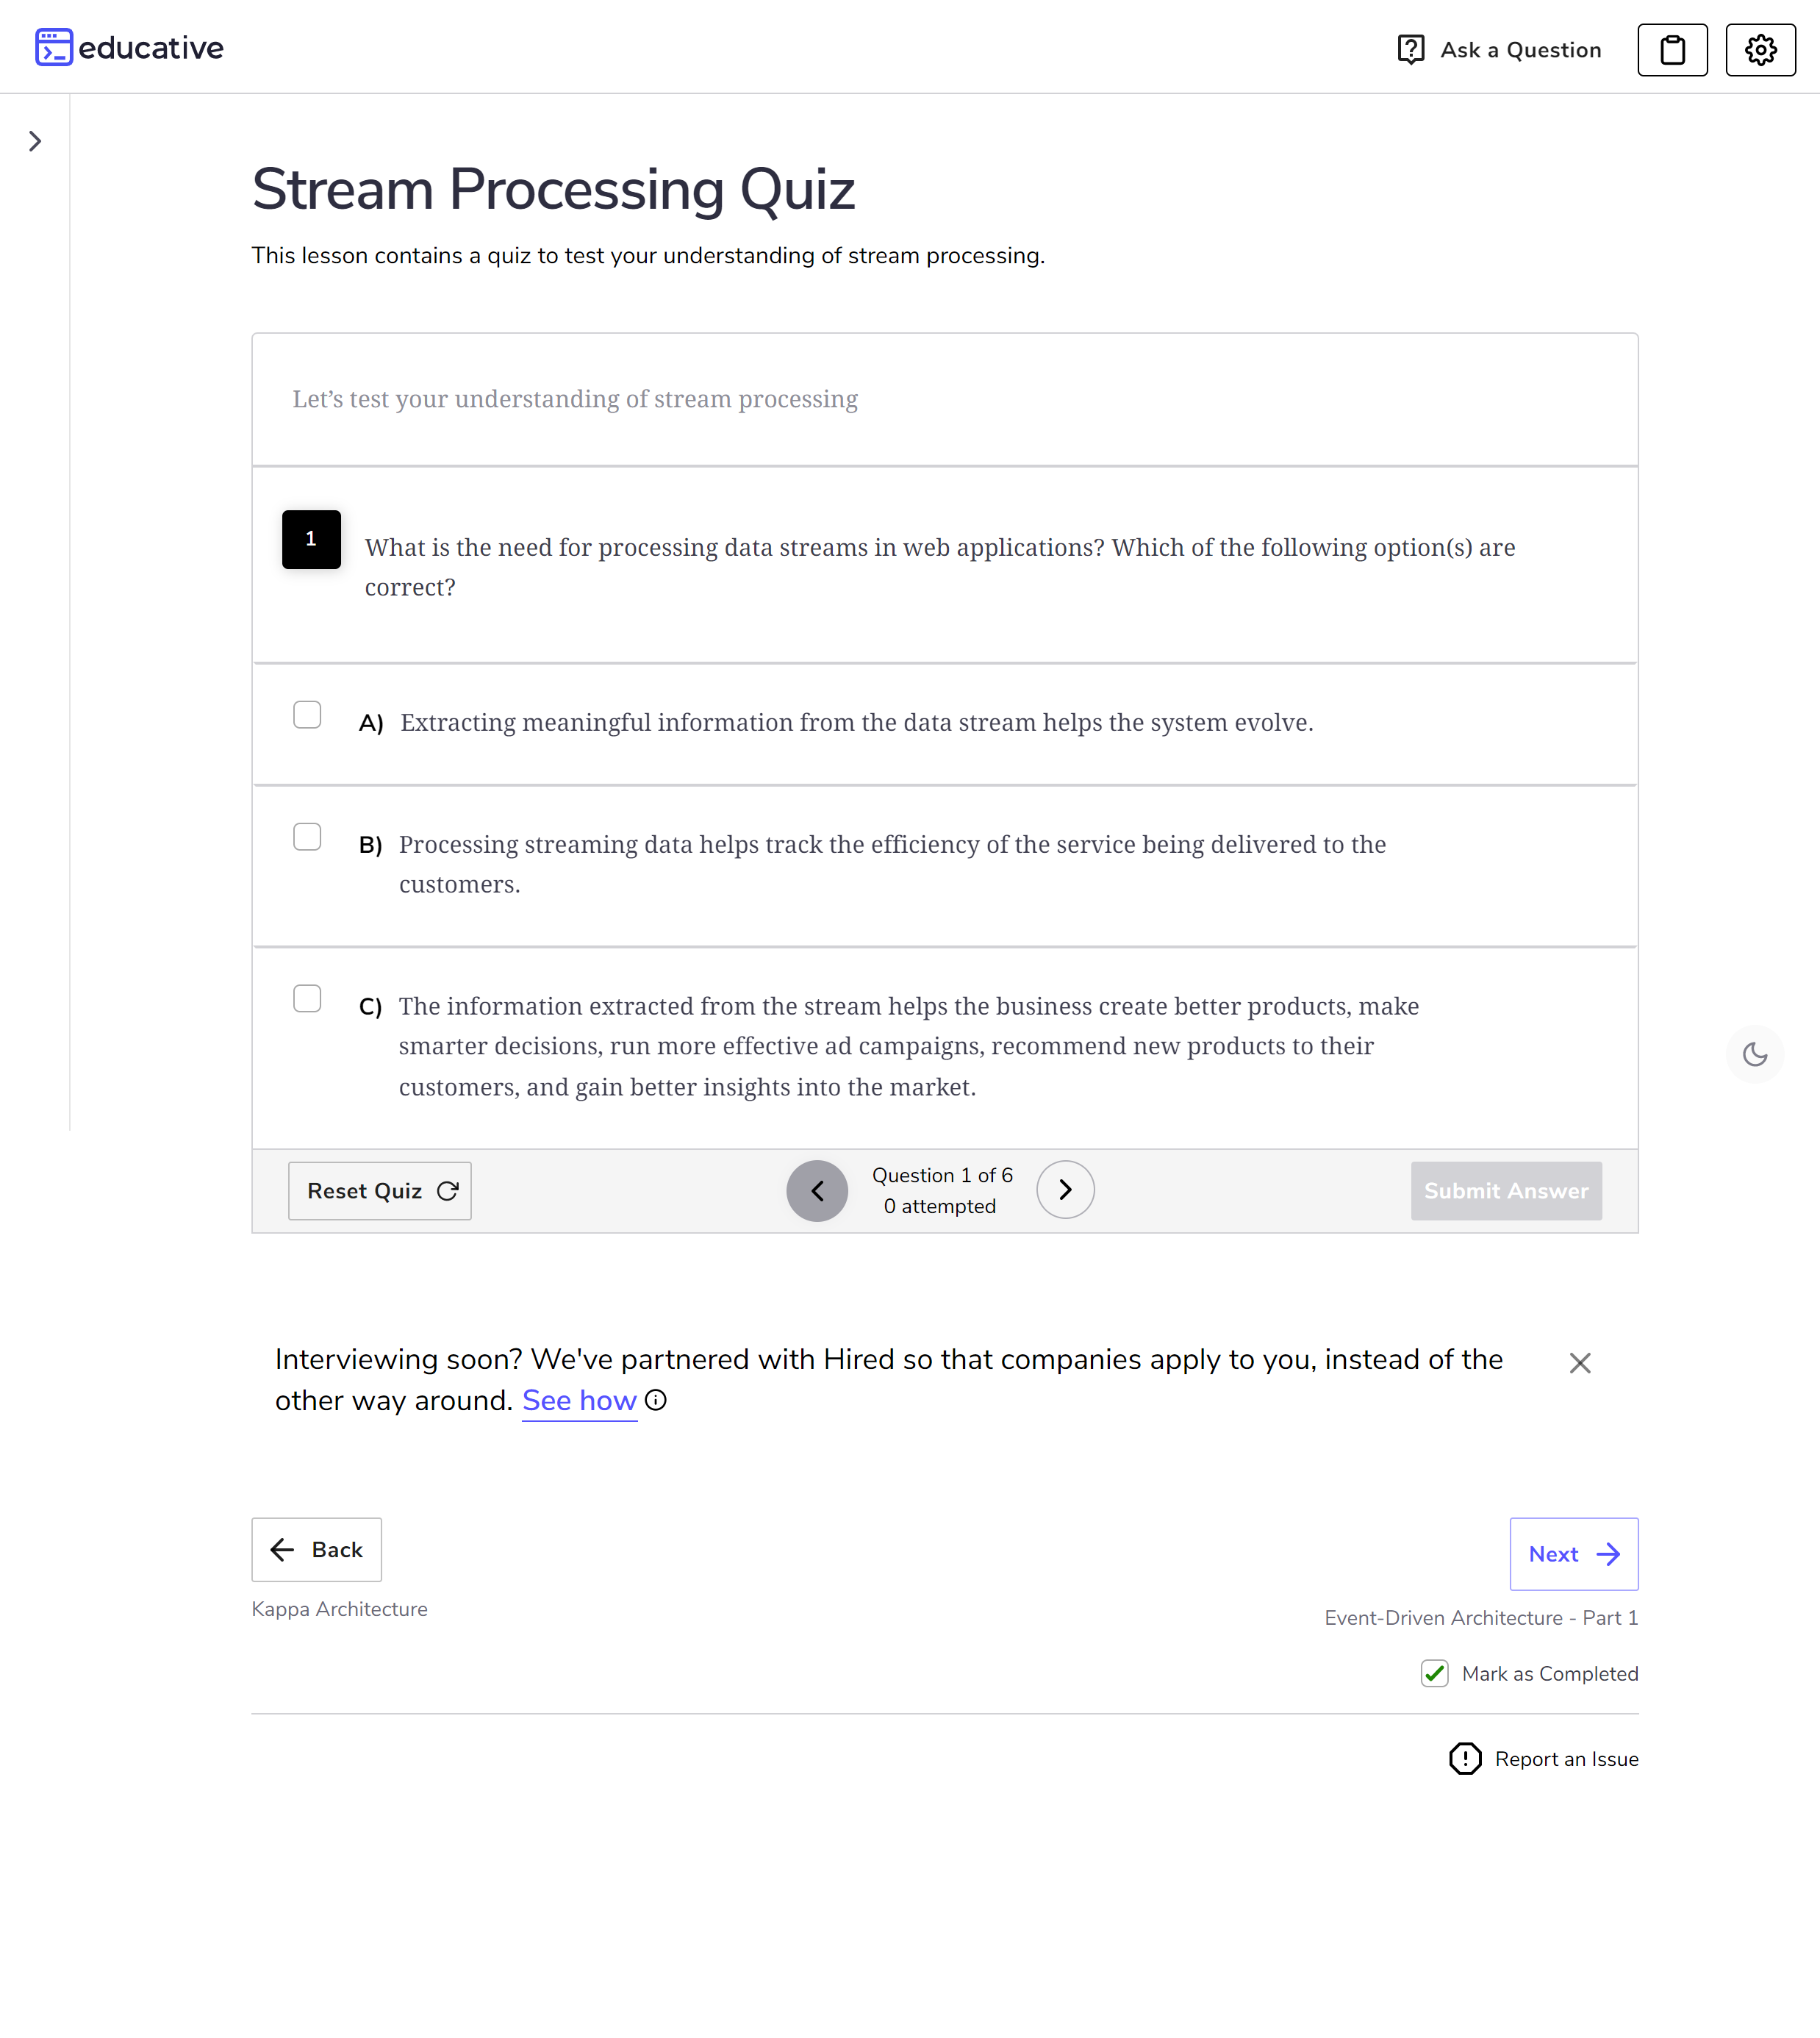 educative
Ask a Question
Stream Processing Quiz
This lesson contains a quiz to test your understanding of stream processing.
Let’s test your understanding of stream processing
1
What is the need for processing data streams in web applications? Which of the following option(s) are
correct?
A) Extracting meaningful information from the data stream helps the system evolve.
B) Processing streaming data helps track the efficiency of the service being delivered to the
customers.
C) The information extracted from the stream helps the business create better products, make
smarter decisions, run more effective ad campaigns, recommend new products to their
customers, and gain better insights into the market.
Reset Quiz
Question 1 of 6
0 attempted
Submit Answer
Interviewing soon? We've partnered with Hired so that companies apply to you, instead of the
other way around. See how
Back
Kappa Architecture
Next
Event-Driven Architecture - Part 1
Mark as Completed
Report an Issue